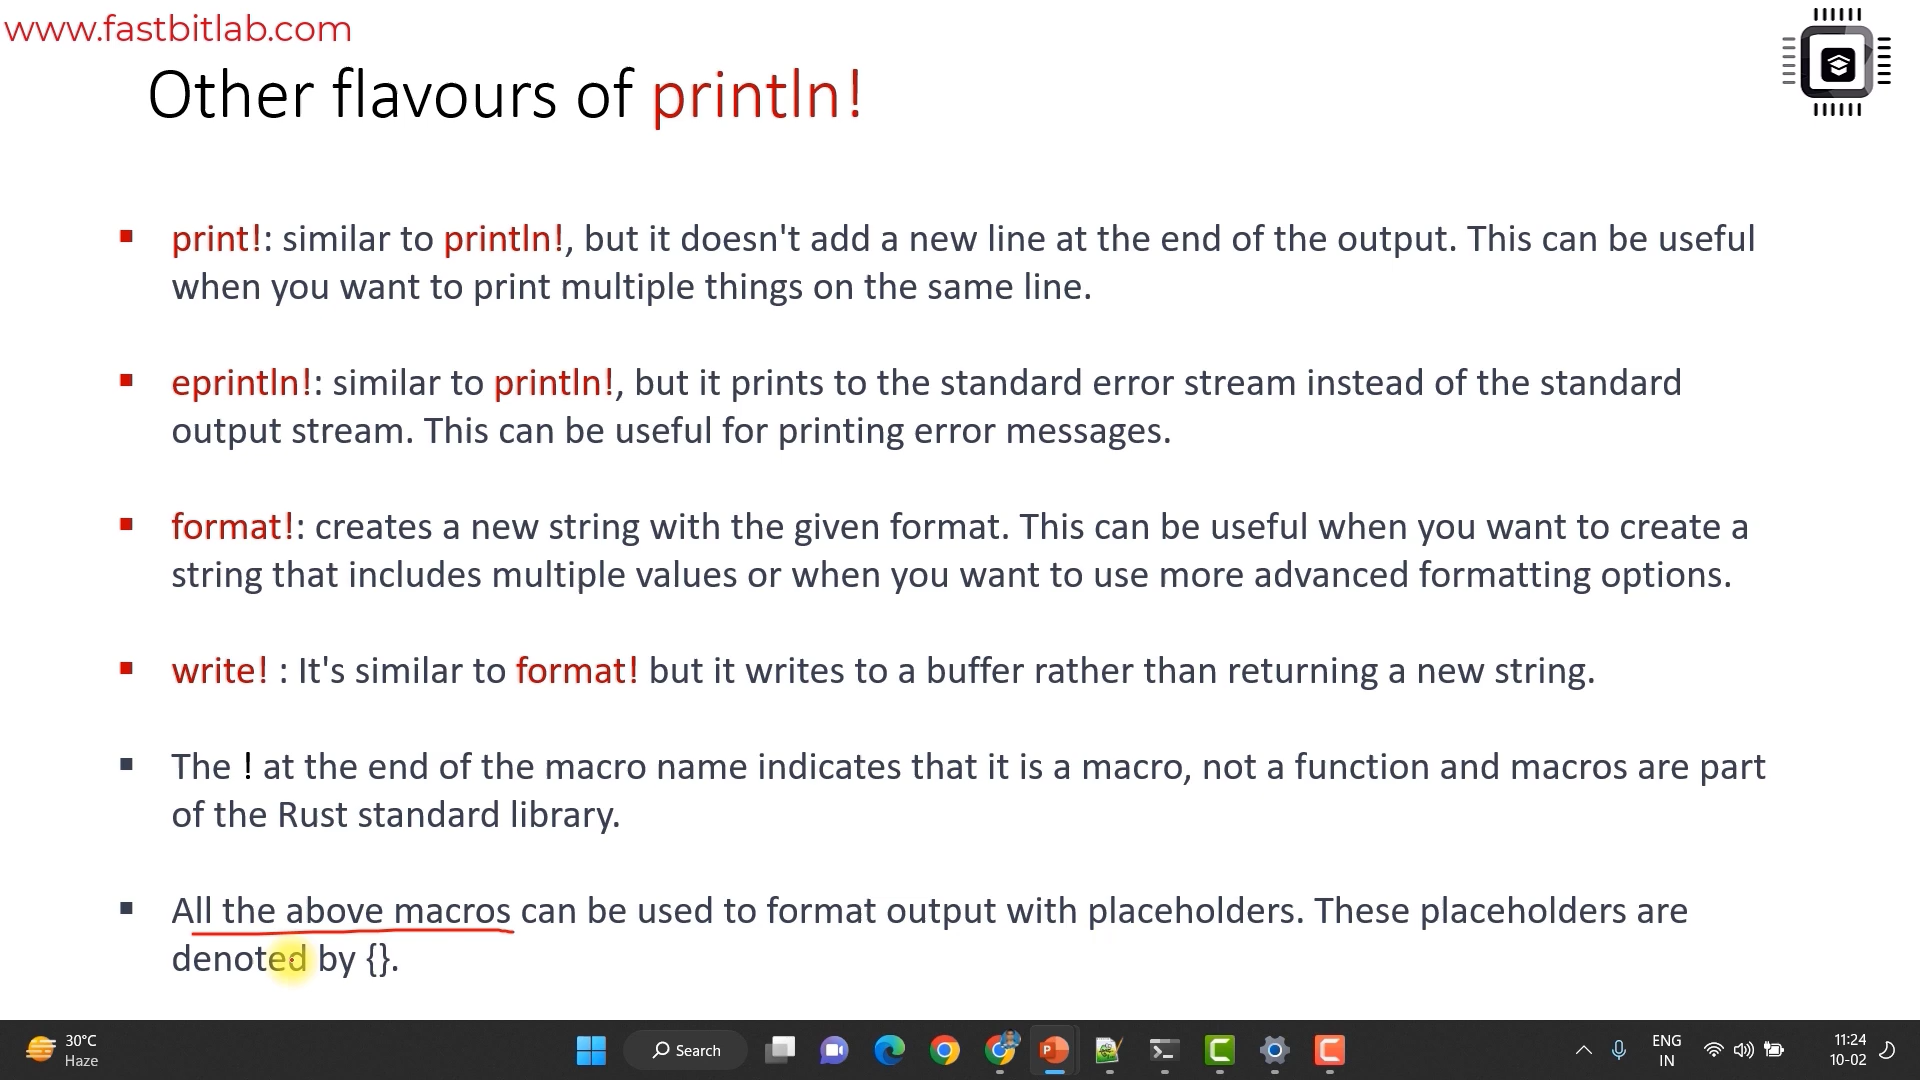 www.fastbitlab.com
Other flavours of println!
print!: similar to println!, but it doesn't add a new line at the end of the output. This can be useful
when you want to print multiple things on the same line.
eprintln!: similar to println!, but it prints to the standard error stream instead of the standard
output stream. This can be useful for printing error messages.
format!: creates a new string with the given format. This can be useful when you want to create a
string that includes multiple values or when you want to use more advanced formatting options.
write! : It's similar to format! but it writes to a buffer rather than returning a new string.
The ! at the end of the macro name indicates that it is a macro, not a function and macros are part
of the Rust standard library.
All the above macros can be used to format output with placeholders. These placeholders are
denoted by {}.
30°C
Haze
Search
ENG
IN
11:24
10-02